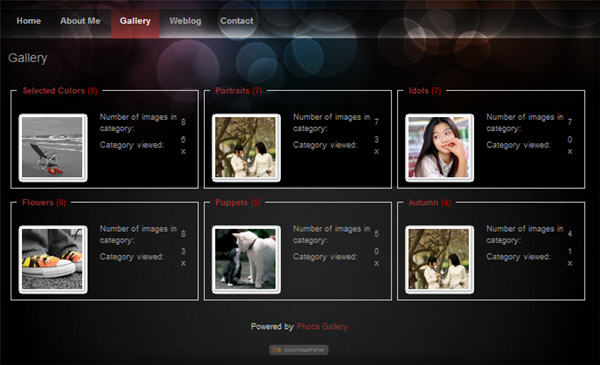 Home About Me Gallery Weblog Contact
Gallery
Selected Colors (8) Portraits (7) Idols (7)
Number of images in category: 8
Category viewed: 6 x
Number of images in category: 7
Category viewed: 3 x
Number of images in category: 7
Category viewed: 0 x
Flowers (8) Puppets (5) Autumn (4)
Number of images in category: 8
Category viewed: 3 x
Number of images in category: 5
Category viewed: 0 x
Number of images in category: 4
Category viewed: 1 x
Powered by Phoca Gallery
joomlashine